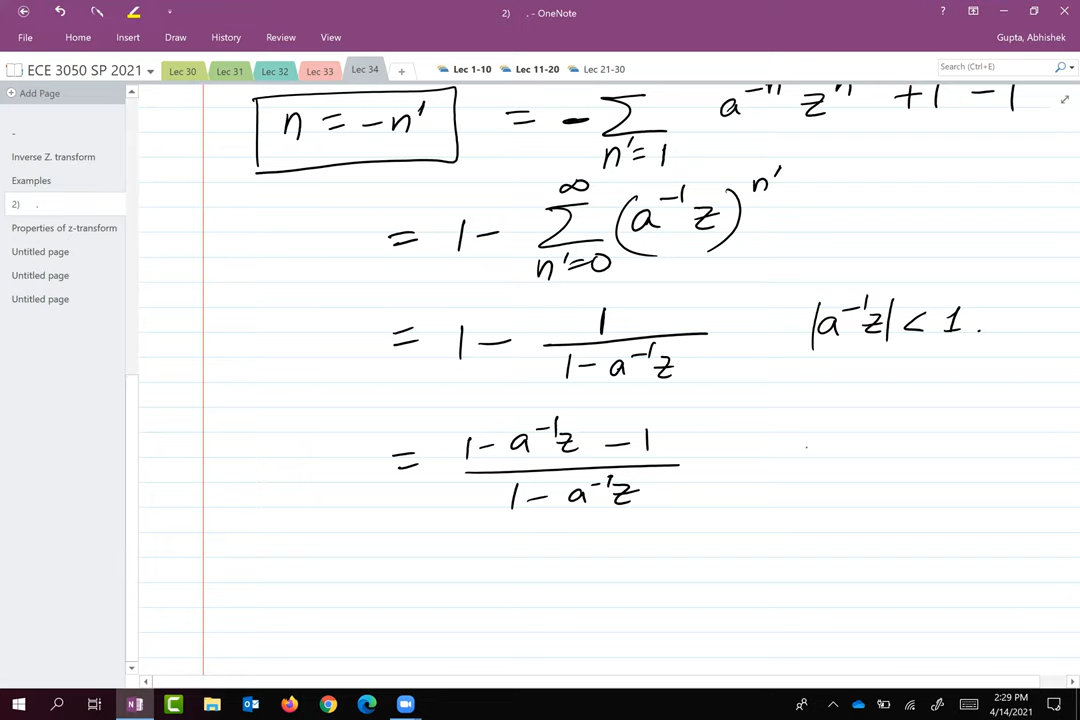 2) . - OneNote
?
File Home Insert Draw History Review View
Gupta, Abhishek
ECE 3050 SP 2021
Lec 30 Lec 31 Lec 32 Lec 33 Lec 34 +
Lec 1-10 Lec 11-20 Lec 21-30
Search (Ctrl+E)
Add Page
-
Inverse Z. transform
Examples
2) .
Properties of z-transform
Untitled page
Untitled page
Untitled page
n = -n'
= - ∑ n'=1 a^{-n'} z^{n'} + 1 - 1
= 1 - ∑ n'=0 ∞ (a^{-1} z)^{n'}
= 1 - 1/(1 - a^{-1}z) |a^{-1}z| < 1.
= (1 - a^{-1}z - 1)/(1 - a^{-1}z)
2:29 PM
4/14/2021